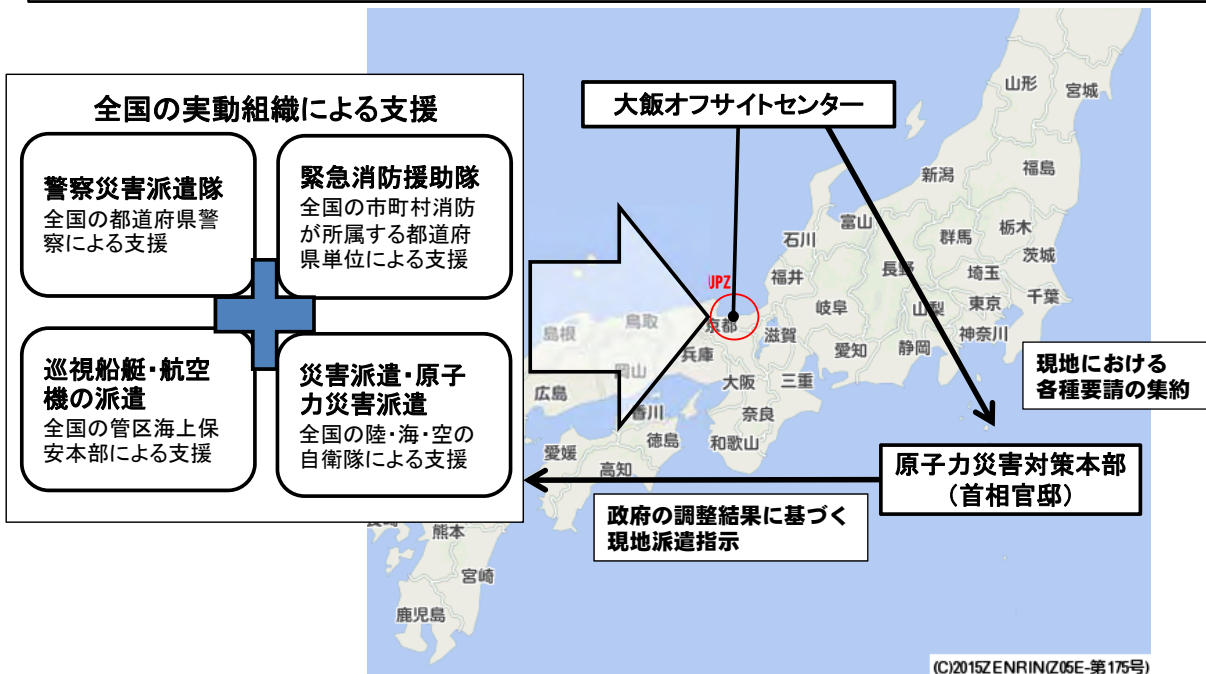 全国の実動組織による支援
警察災害派遣隊
全国の都道府県警
察による支援
緊急消防援助隊
全国の市町村消防
が所属する都道府
県単位による支援
巡視船艇・航空
機の派遣
全国の管区海上保
安本部による支援
災害派遣・原子
力災害派遣
全国の陸・海・空の
自衛隊による支援
大飯オフサイトセンター
現地における
各種要請の集約
原子力災害対策本部
(首相官邸)
政府の調整結果に基づく
現地派遣指示
UPZ
山形
宮城
新潟
福島
富山
石川
群馬
栃木
茨城
福井
長野
埼玉
岐阜
山梨
東京
千葉
鳥取
島根
京都
滋賀
兵庫
愛知
静岡
神奈川
岡山
広島
大阪
三重
香川
奈良
徳島
和歌山
愛媛
高知
熊本
宮崎
鹿児島
(C)2015ZENRIN(Z05E-第175号)